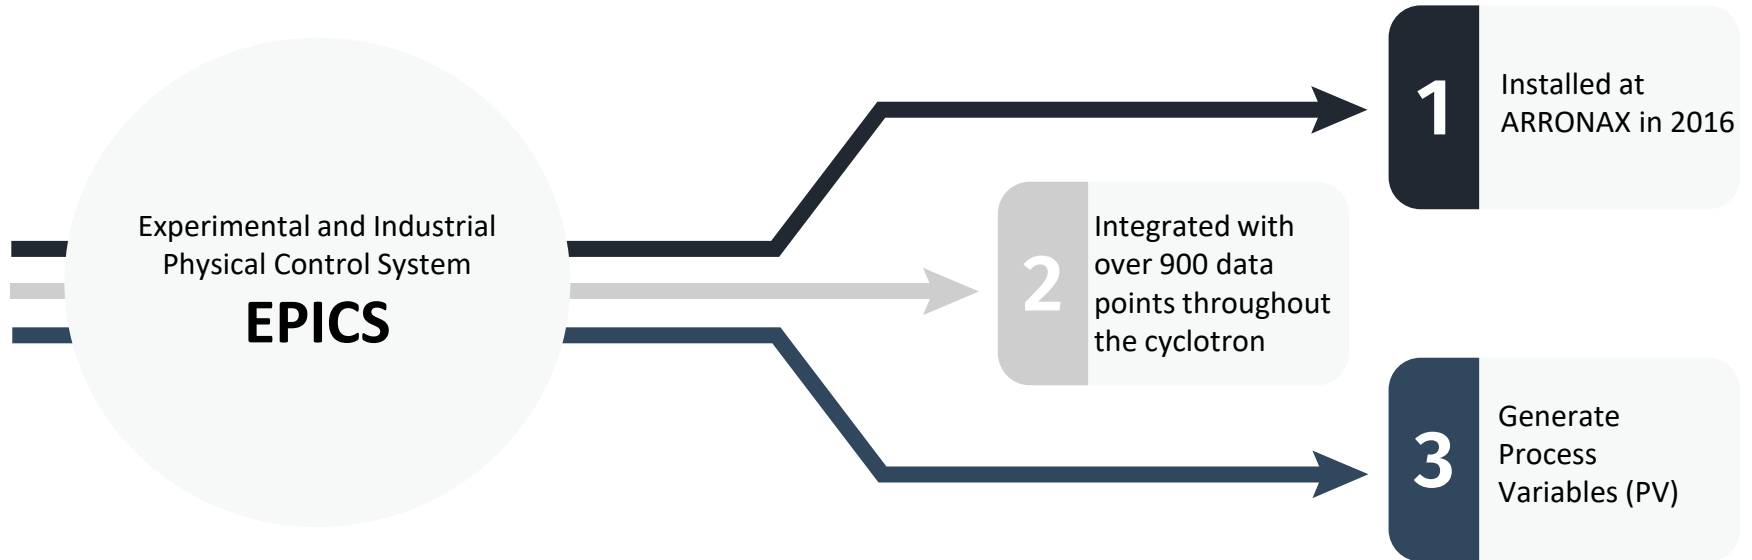 Experimental and Industrial
Physical Control System
EPICS
1
Installed at
ARRONAX in 2016
2
Integrated with
over 900 data
points throughout
the cyclotron
3
Generate
Process
Variables (PV)